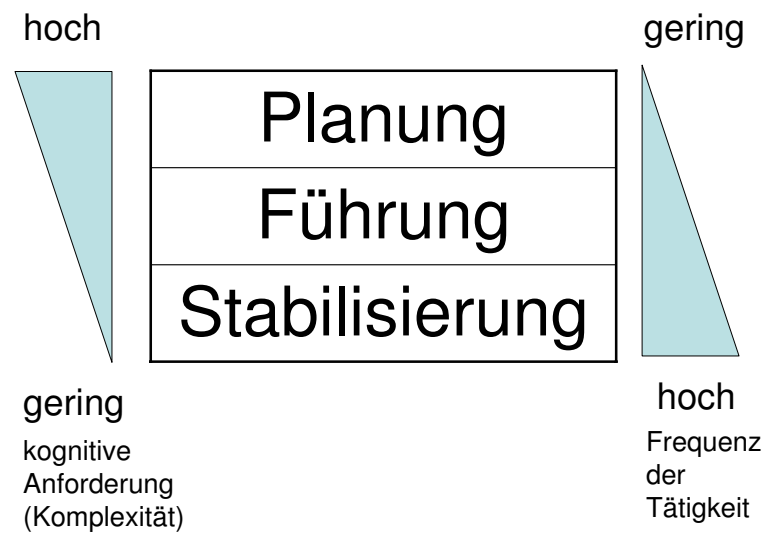 hoch
gering
Planung
Führung
Stabilisierung
gering
kognitive
Anforderung
(Komplexität)
hoch
Frequenz
der
Tätigkeit